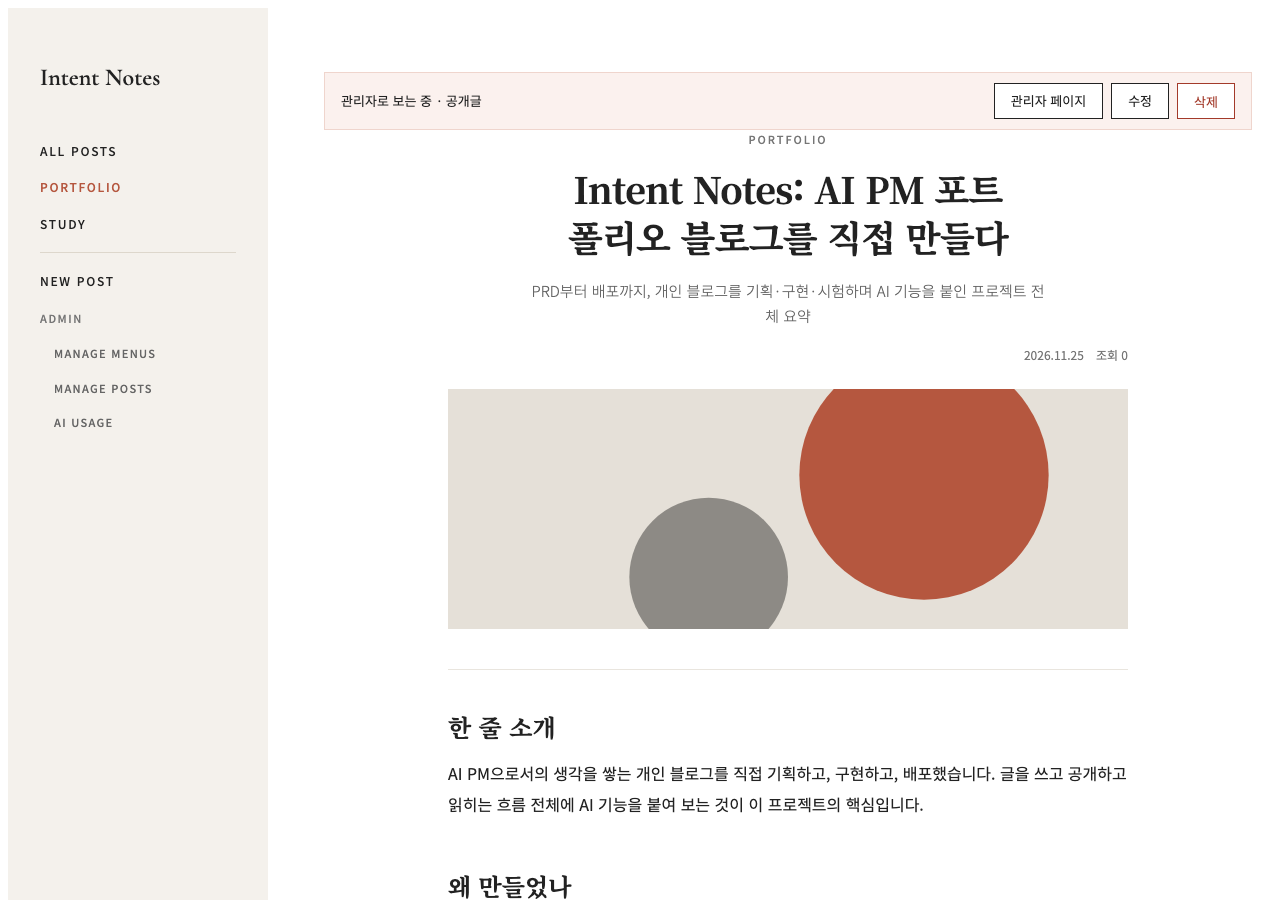 Intent Notes
ALL POSTS
PORTFOLIO
STUDY
NEW POST
ADMIN
MANAGE MENUS
MANAGE POSTS
AI USAGE
관리자로 보는 중 · 공개글
관리자 페이지
수정
삭제
PORTFOLIO
Intent Notes: AI PM 포트
폴리오 블로그를 직접 만들다
PRD부터 배포까지, 개인 블로그를 기획·구현·시험하며 AI 기능을 붙인 프로젝트 전
체 요약
2026.11.25 조회 0
한 줄 소개
AI PM으로서의 생각을 쌓는 개인 블로그를 직접 기획하고, 구현하고, 배포했습니다. 글을 쓰고 공개하고
읽히는 흐름 전체에 AI 기능을 붙여 보는 것이 이 프로젝트의 핵심입니다.
왜 만들었나